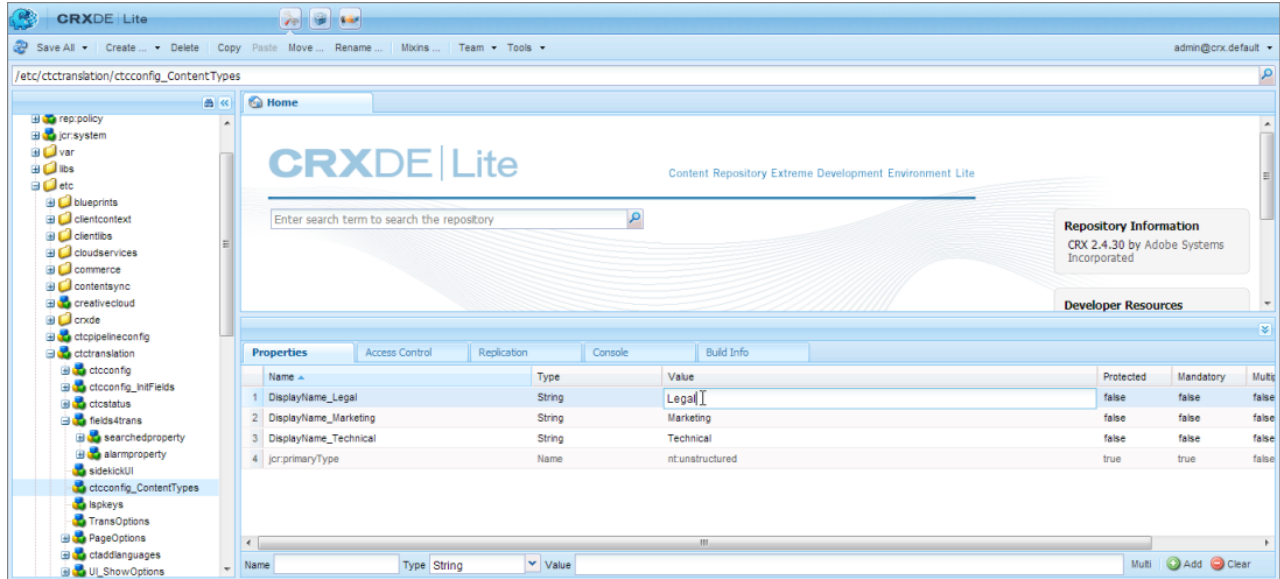 CRXDE | Lite
Save All Create ... Delete Copy Paste Move ... Rename ... Mixins ... Team Tools admin@crx.default
/etc/ctctranslation/ctcconfig_ContentTypes
Home
rep:policy
jcr:system
var
libs
etc
blueprints
clientcontext
clientlibs
cloudservices
commerce
contentsync
creativecloud
crxde
ctcpipelineconfig
ctctranslation
ctcconfig
ctcconfig_InitFields
ctcstatus
fields4trans
searchedproperty
alarmproperty
sidekickUI
ctcconfig_ContentTypes
lspkeys
TransOptions
PageOptions
ctaddlanguages
UI_ShowOptions
CRXDE | Lite
Content Repository Extreme Development Environment Lite
Enter search term to search the repository
Repository Information
CRX 2.4.30 by Adobe Systems
Incorporated
Developer Resources
Properties Access Control Replication Console Build Info
Name Type Value Protected Mandatory Multip
1 DisplayName_Legal String Legal false false false
2 DisplayName_Marketing String Marketing false false false
3 DisplayName_Technical String Technical false false false
4 jcr:primaryType Name nt:unstructured true true false
Name Type String Value Multi Add Clear